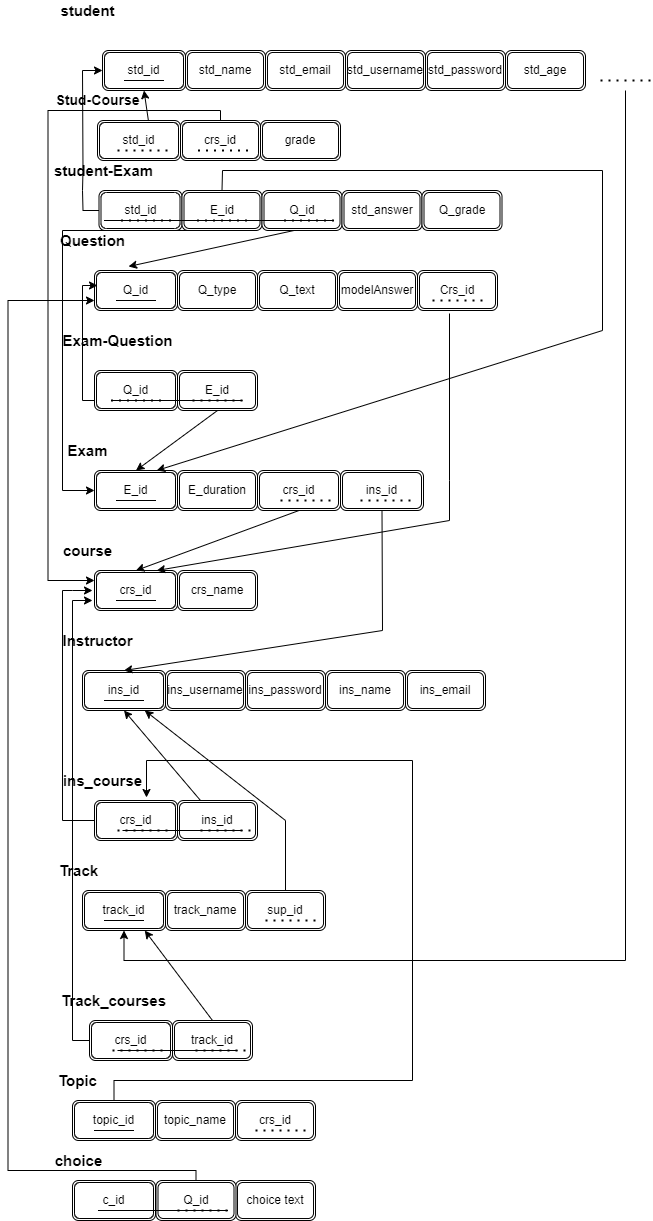 student
std_id std_name std_email std_username std_password std_age
Stud-Course
std_id crs_id grade
student-Exam
std_id E_id Q_id std_answer Q_grade
Question
Q_id Q_type Q_text modelAnswer Crs_id
Exam-Question
Q_id E_id
Exam
E_id E_duration crs_id ins_id
course
crs_id crs_name
Instructor
ins_id ins_username ins_password ins_name ins_email
ins_course
crs_id ins_id
Track
track_id track_name sup_id
Track_courses
crs_id track_id
Topic
topic_id topic_name crs_id
choice
c_id Q_id choice text